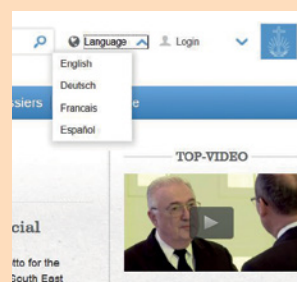 Language
Login
English
Deutsch
Francais
Español
ssiers
e
TOP-VIDEO
cial
tto for the
South East